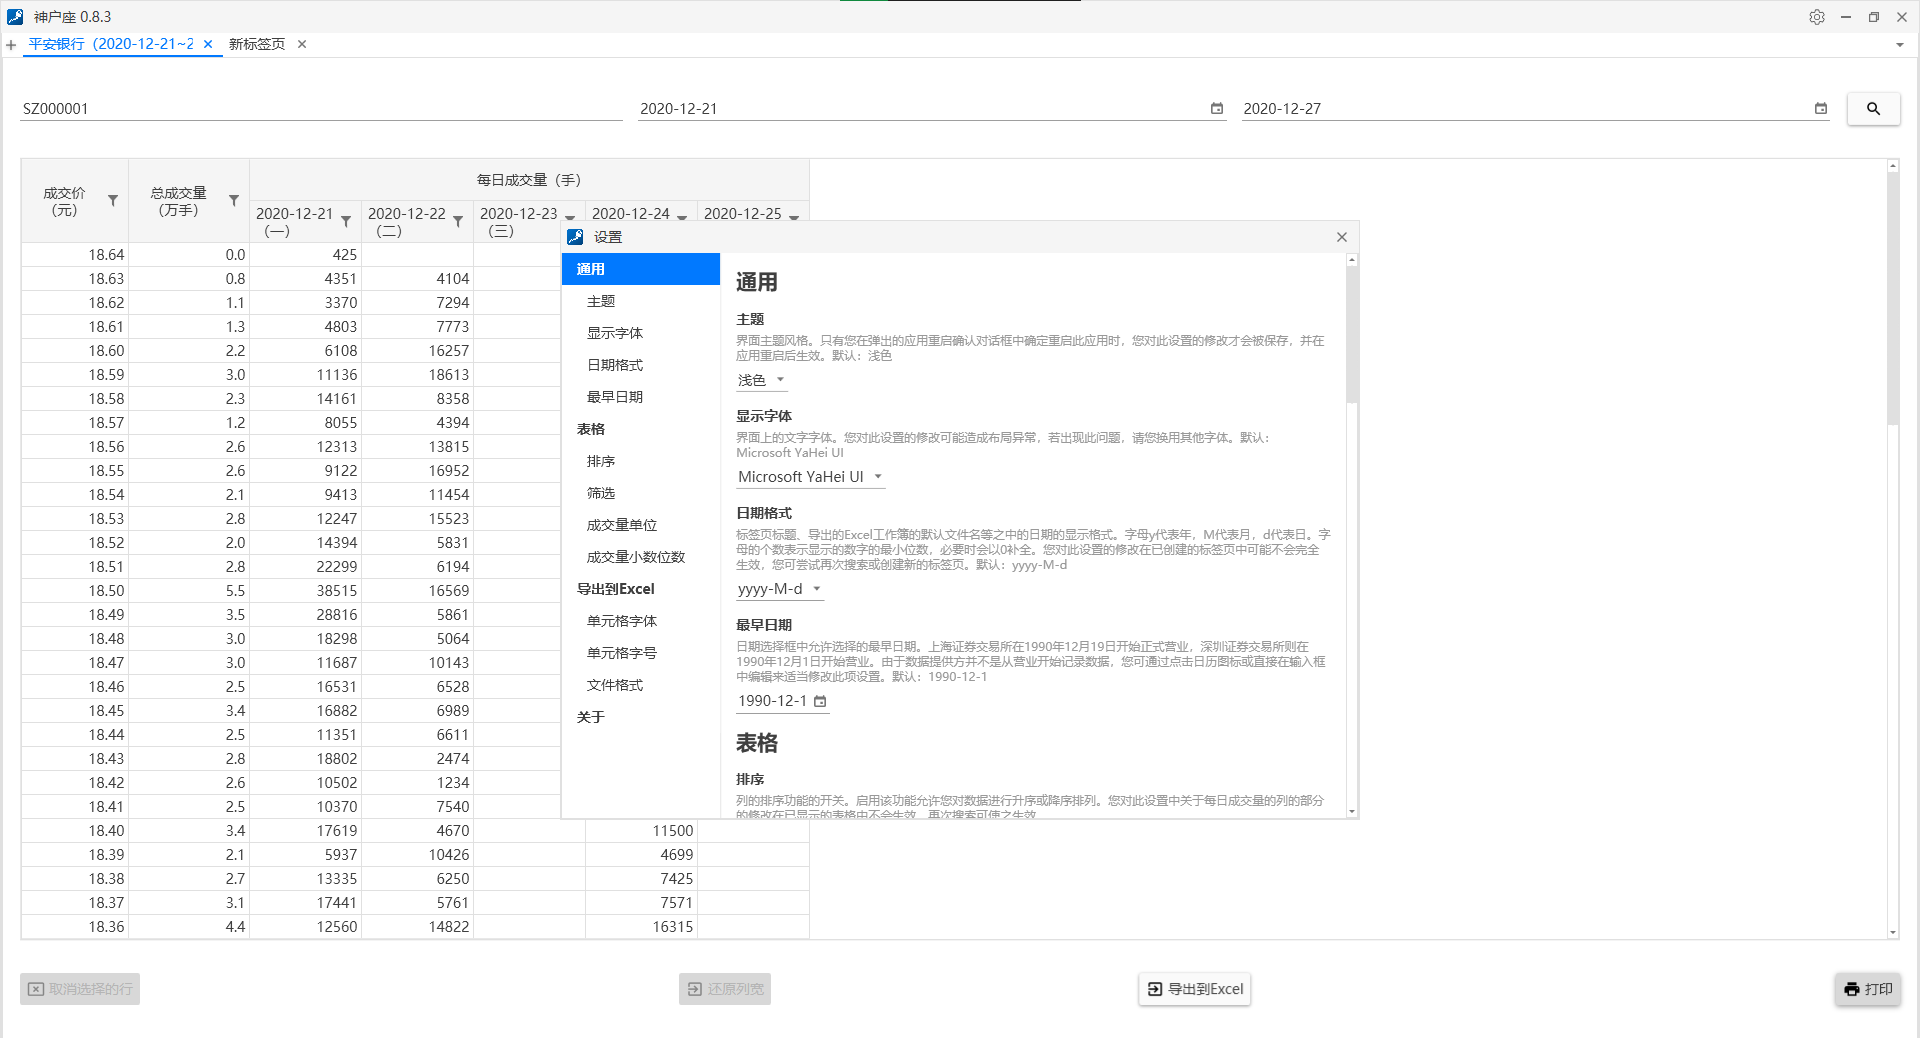 神户座 0.8.3
平安银行（2020-12-21~2
新标签页
SZ000001
2020-12-21
2020-12-27
成交价（元）
总成交量（万手）
每日成交量（手）
2020-12-21（一）
2020-12-22（二）
2020-12-23（三）
2020-12-24
2020-12-25
18.64 0.0 425
18.63 0.8 4351 4104
18.62 1.1 3370 7294
18.61 1.3 4803 7773
18.60 2.2 6108 16257
18.59 3.0 11136 18613
18.58 2.3 14161 8358
18.57 1.2 8055 4394
18.56 2.6 12313 13815
18.55 2.6 9122 16952
18.54 2.1 9413 11454
18.53 2.8 12247 15523
18.52 2.0 14394 5831
18.51 2.8 22299 6194
18.50 5.5 38515 16569
18.49 3.5 28816 5861
18.48 3.0 18298 5064
18.47 3.0 11687 10143
18.46 2.5 16531 6528
18.45 3.4 16882 6989
18.44 2.5 11351 6611
18.43 2.8 18802 2474
18.42 2.6 10502 1234
18.41 2.5 10370 7540
18.40 3.4 17619 4670 11500
18.39 2.1 5937 10426 4699
18.38 2.7 13335 6250 7425
18.37 3.1 17441 5761 7571
18.36 4.4 12560 14822 16315
设置
通用
主题
显示字体
日期格式
最早日期
表格
排序
筛选
成交量单位
成交量小数位数
导出到Excel
单元格字体
单元格字号
文件格式
关于
通用
主题
界面主题风格。只有您在弹出的应用重启确认对话框中确定重启此应用时，您对此设置的修改才会被保存，并在
应用重启后生效。默认：浅色
浅色
显示字体
界面上的文字字体。您对此设置的修改可能造成布局异常，若出现此问题，请您换用其他字体。默认：
Microsoft YaHei UI
Microsoft YaHei UI
日期格式
标签页标题、导出的Excel工作簿的默认文件名等之中的日期的显示格式。字母y代表年，M代表月，d代表日。字
母的个数表示显示的数字的最小位数，必要时会以0补全。您对此设置的修改在已创建的标签页中可能不会完全
生效，您可尝试再次搜索或创建新的标签页。默认：yyyy-M-d
yyyy-M-d
最早日期
日期选择框中允许选择的最早日期。上海证券交易所在1990年12月19日开始正式营业，深圳证券交易所则在
1990年12月1日开始营业。由于数据提供方并不是从营业开始记录数据，您可通过点击日历图标或直接在输入框
中编辑来适当修改此项设置。默认：1990-12-1
1990-12-1
表格
排序
列的排序功能的开关。启用该功能允许您对数据进行升序或降序排列。您对此设置中关于每日成交量的列的部分
的修改在已显示的表格中不会生效，再次搜索可使之生效
取消选择的行
还原列宽
导出到Excel
打印